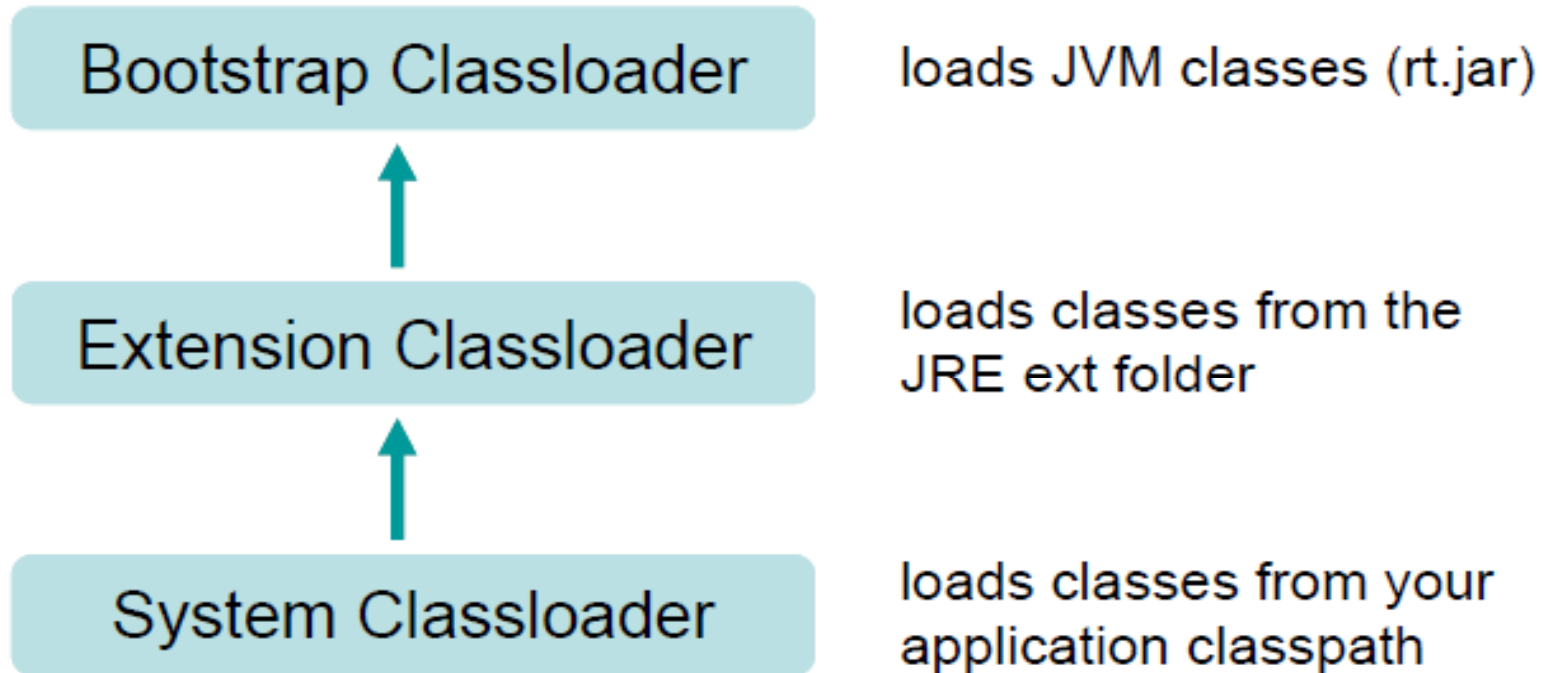 Bootstrap Classloader
loads JVM classes (rt.jar)
Extension Classloader
loads classes from the
JRE ext folder
System Classloader
loads classes from your
application classpath